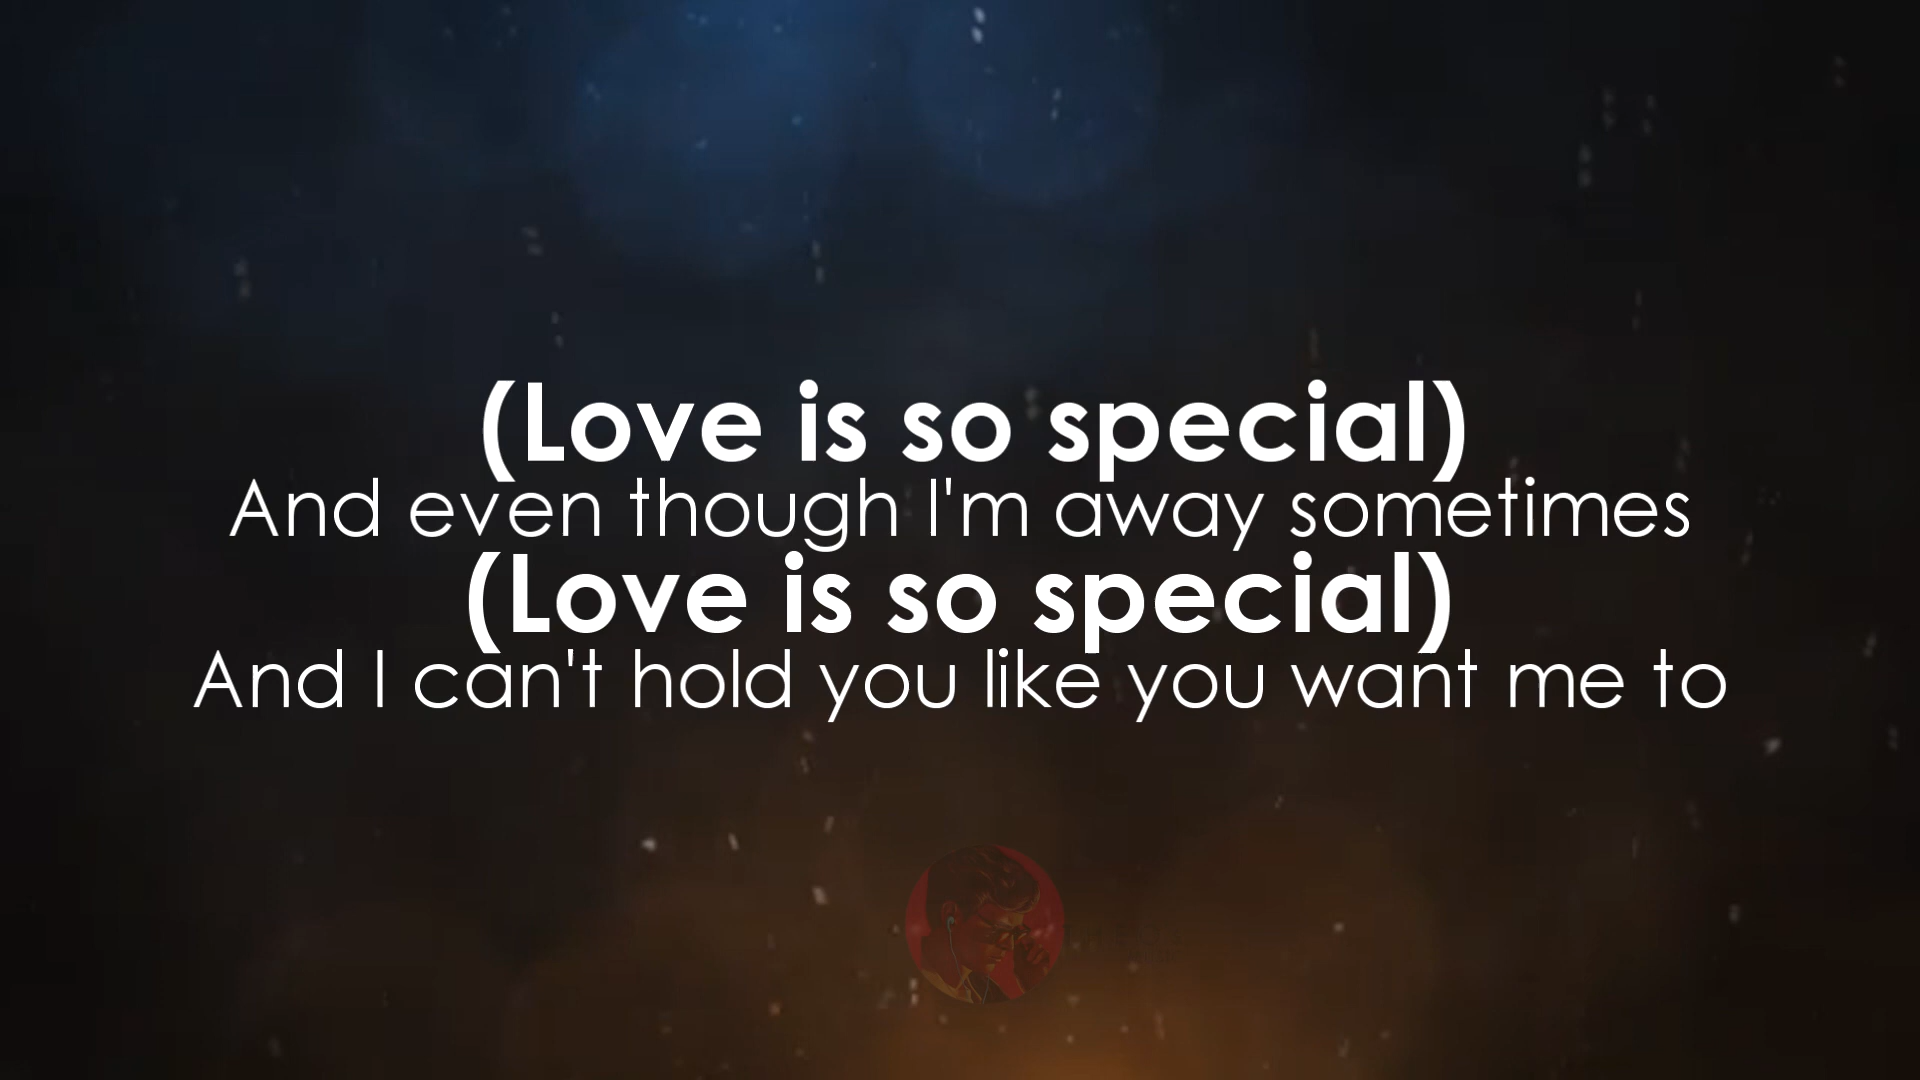 (Love is so special)
And even though I'm away sometimes
(Love is so special)
And I can't hold you like you want me to